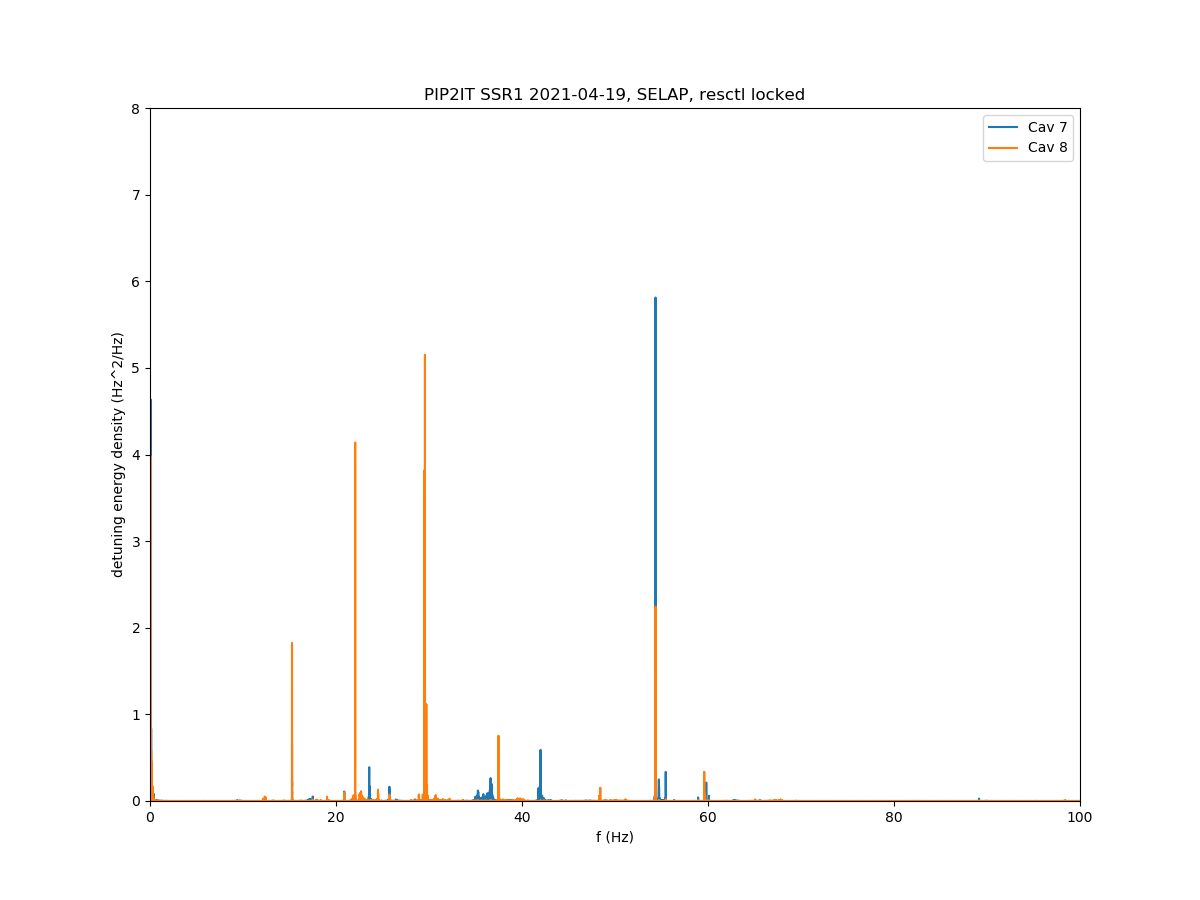 PIP2IT SSR1 2021-04-19, SELAP, resctl locked
8
7
6
5
4
3
2
1
0
detuning energy density (Hz^2/Hz)
Cav 7
Cav 8
0 20 40 60 80 100
f (Hz)